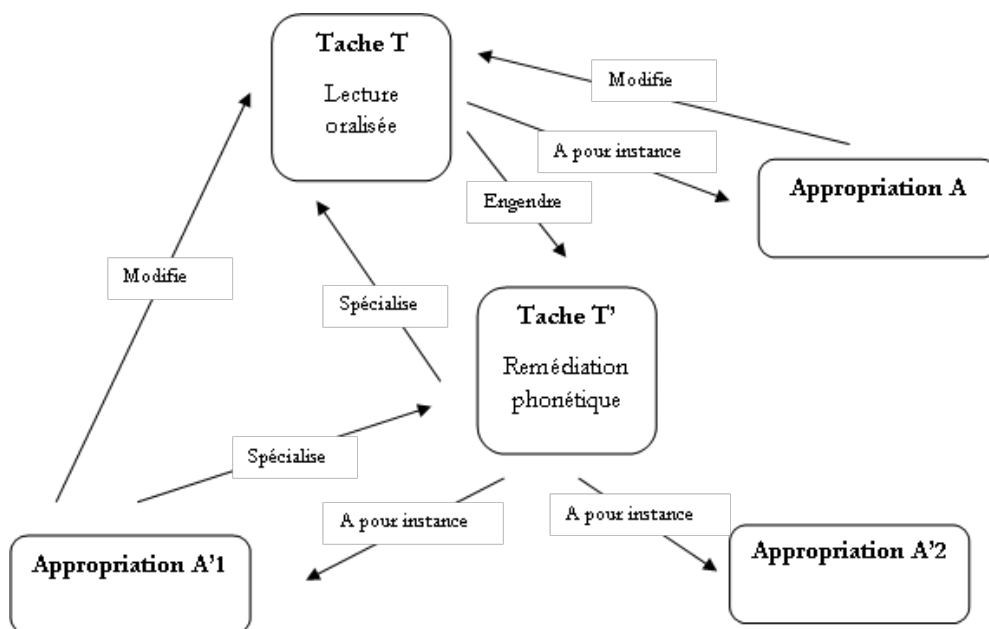 Tache T
Lecture
oralisée
Modifie
A pour instance
Appropriation A
Engendre
Modifie
Spécialise
Tache T'
Remédiation
phonétique
Spécialise
A pour instance
A pour instance
Appropriation A'1
Appropriation A'2